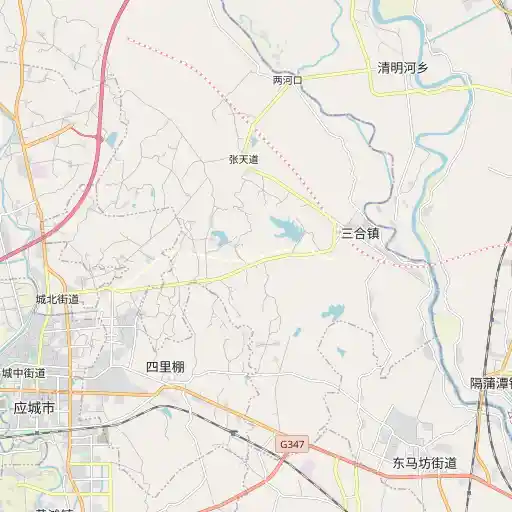 清明河乡
两河口
张天道
三合镇
城北街道
四里棚
城中街道
隔蒲潭镇
应城市
G347
东马坊街道